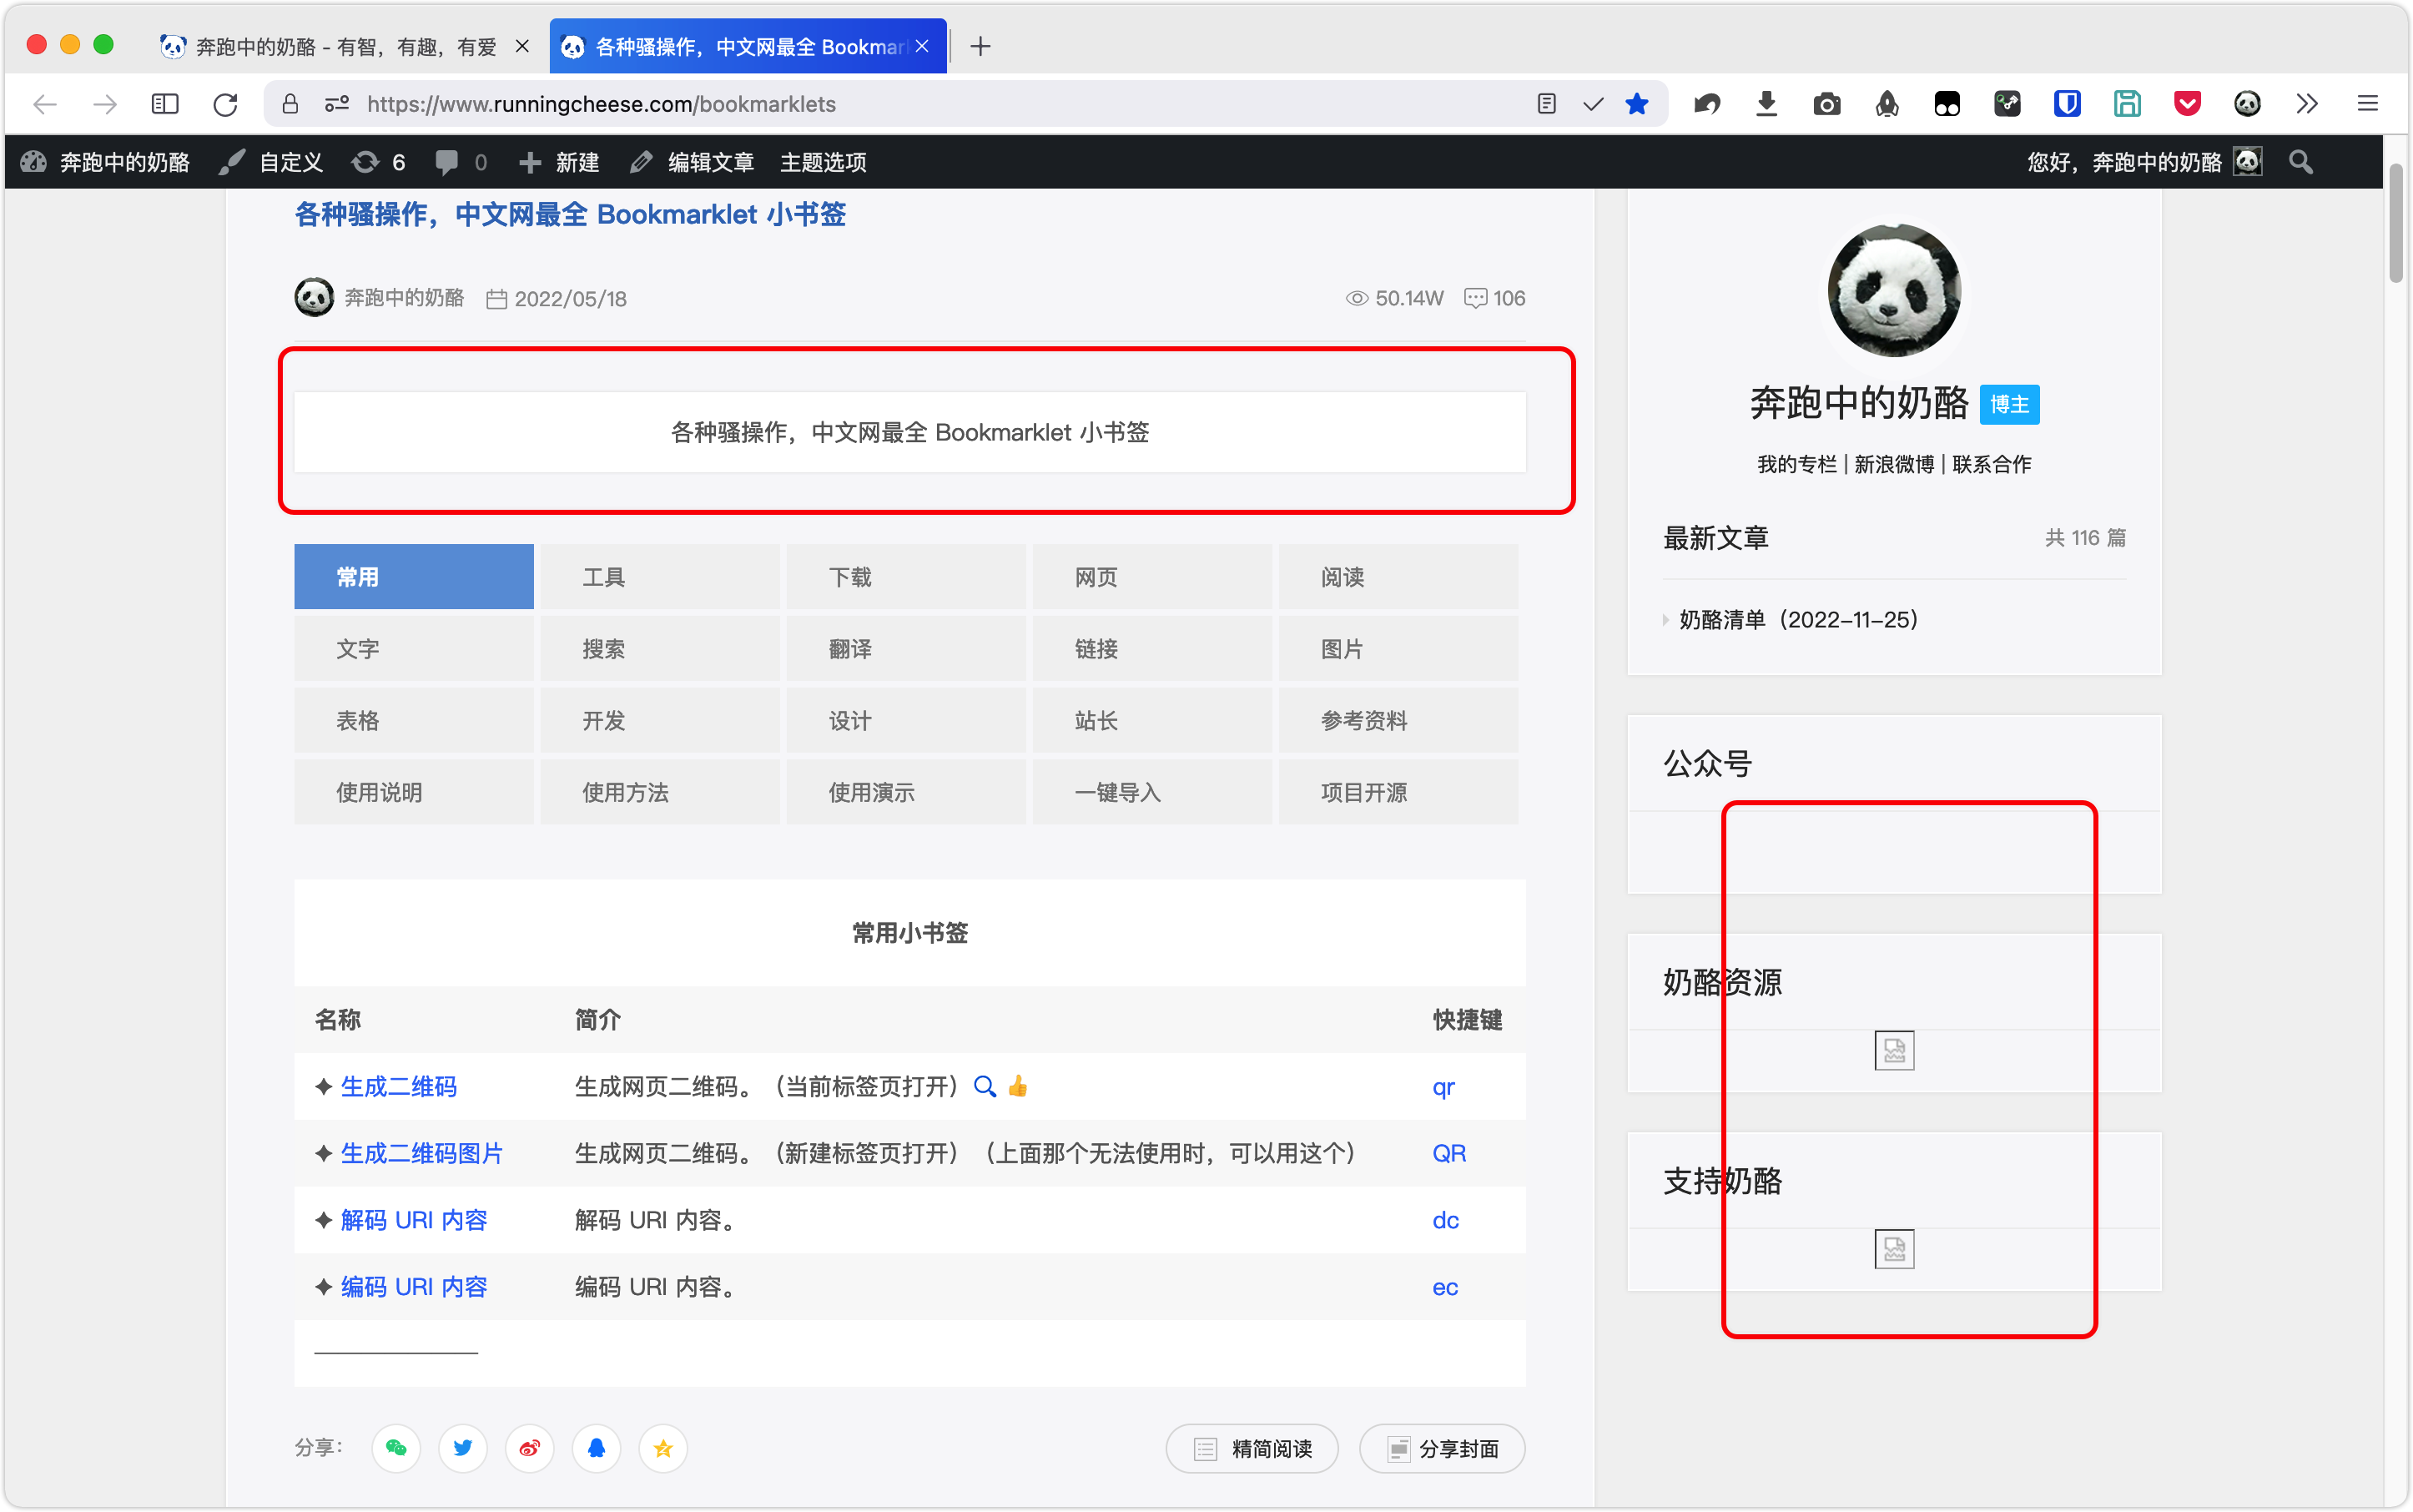 奔跑中的奶酪 - 有智，有趣，有爱
各种骚操作，中文网最全 Bookmar
https://www.runningcheese.com/bookmarklets
奔跑中的奶酪 自定义 6 0 新建 编辑文章 主题选项 您好，奔跑中的奶酪
各种骚操作，中文网最全 Bookmarklet 小书签
奔跑中的奶酪 2022/05/18 50.14W 106
各种骚操作，中文网最全 Bookmarklet 小书签
常用 工具 下载 网页 阅读
文字 搜索 翻译 链接 图片
表格 开发 设计 站长 参考资料
使用说明 使用方法 使用演示 一键导入 项目开源
常用小书签
名称 简介 快捷键
✦ 生成二维码 生成网页二维码。（当前标签页打开）🔍 👍 qr
✦ 生成二维码图片 生成网页二维码。（新建标签页打开）（上面那个无法使用时，可以用这个） QR
✦ 解码 URI 内容 解码 URI 内容。 dc
✦ 编码 URI 内容 编码 URI 内容。 ec
分享： 精简阅读 分享封面
奔跑中的奶酪 博主
我的专栏 | 新浪微博 | 联系合作
最新文章 共 116 篇
奶酪清单（2022-11-25）
公众号
奶酪资源
支持奶酪